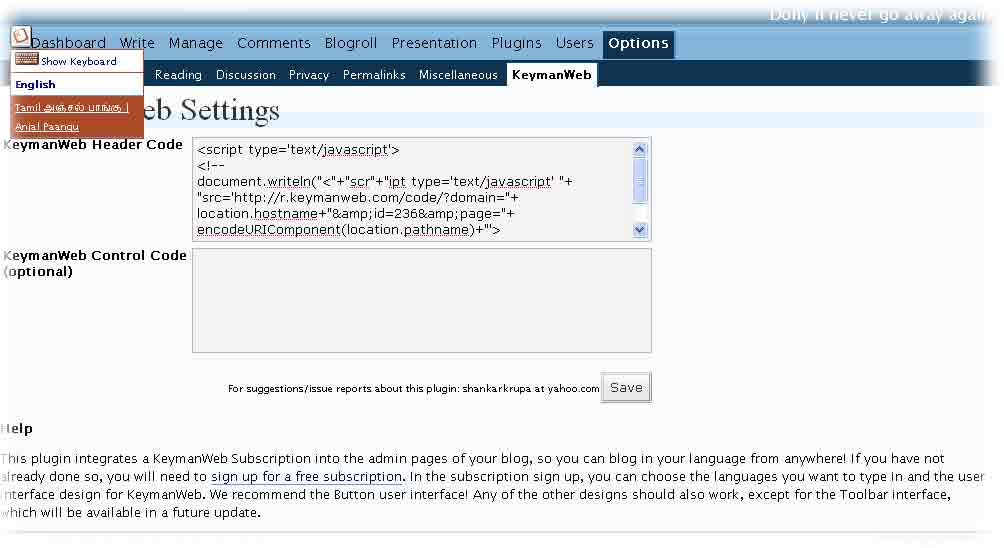 Dolly'll never go away again
Dashboard Write Manage Comments Blogroll Presentation Plugins Users Options
Show Keyboard
Reading Discussion Privacy Permalinks Miscellaneous KeymanWeb
English
Tamil அஞ்சல் பாங்கு |
Anjal Paangu
eb Settings
KeymanWeb Header Code
<script type='text/javascript'>
<!--
document.writeln("<"+"scr"+"ipt type='text/javascript' "+
"src='http://r.keymanweb.com/code/?domain="+
location.hostname+"&amp;id=236&amp;page="+
encodeURIComponent(location.pathname)+"'>
KeymanWeb Control Code
(optional)
For suggestions/issue reports about this plugin: shankarkrupa at yahoo.com Save
Help
This plugin integrates a KeymanWeb Subscription into the admin pages of your blog, so you can blog in your language from anywhere! If you have not
already done so, you will need to sign up for a free subscription. In the subscription sign up, you can choose the languages you want to type in and the user
interface design for KeymanWeb. We recommend the Button user interface! Any of the other designs should also work, except for the Toolbar interface,
which will be available in a future update.